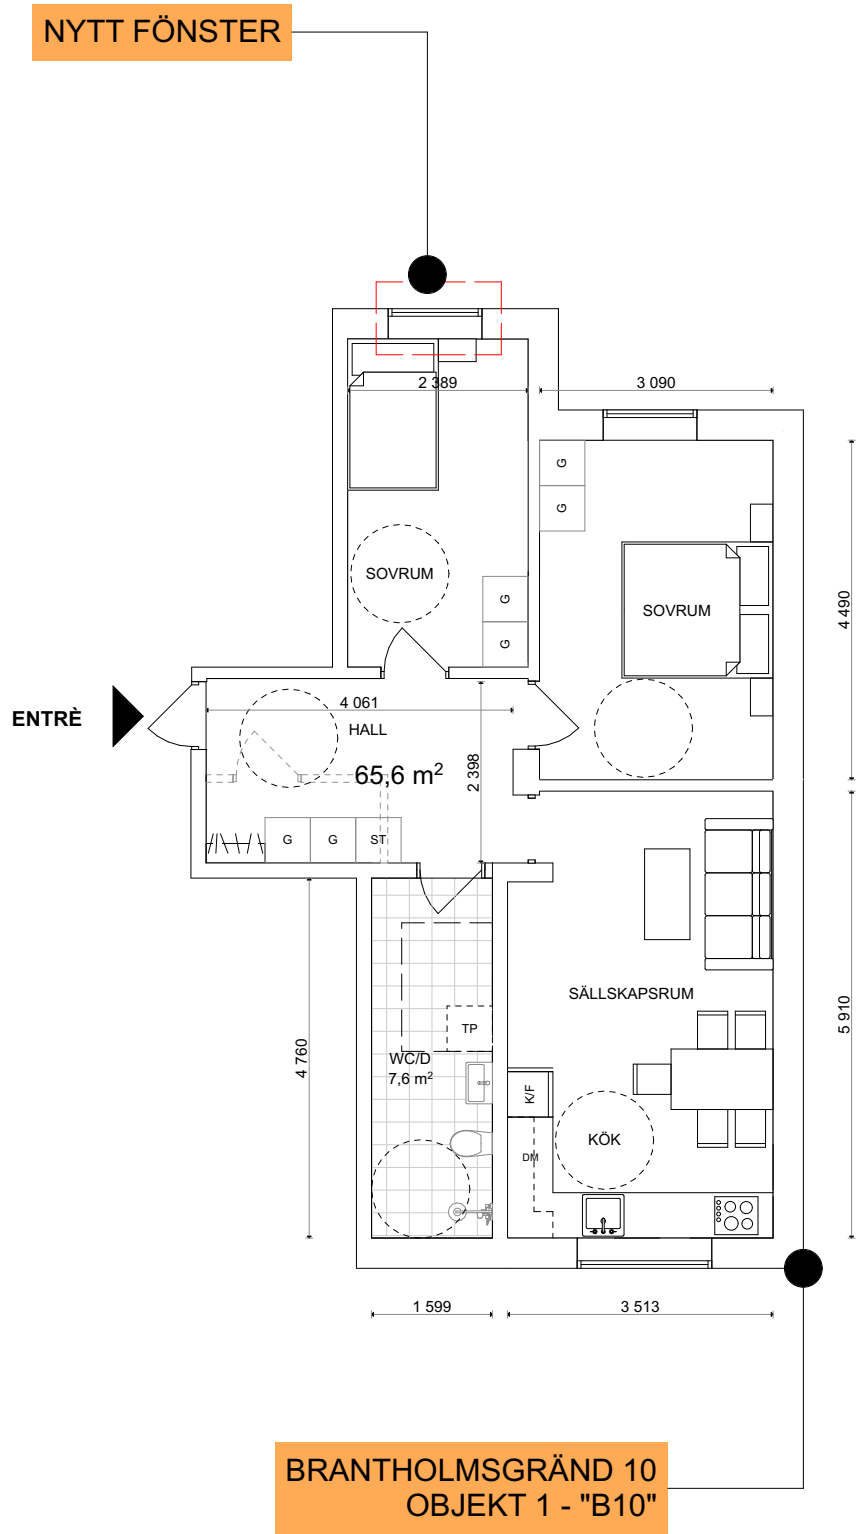 NYTT FÖNSTER
2 389
3 090
G
G
4 490
SOVRUM
G
G
SOVRUM
ENTRÈ
4 061
HALL
65,6 m²
2 398
G
G
ST
SÄLLSKAPSRUM
5 910
4 760
TP
WC/D
7,6 m²
K/F
KÖK
DM
1 599
3 513
BRANTHOLMSGRÄND 10
OBJEKT 1 - "B10"